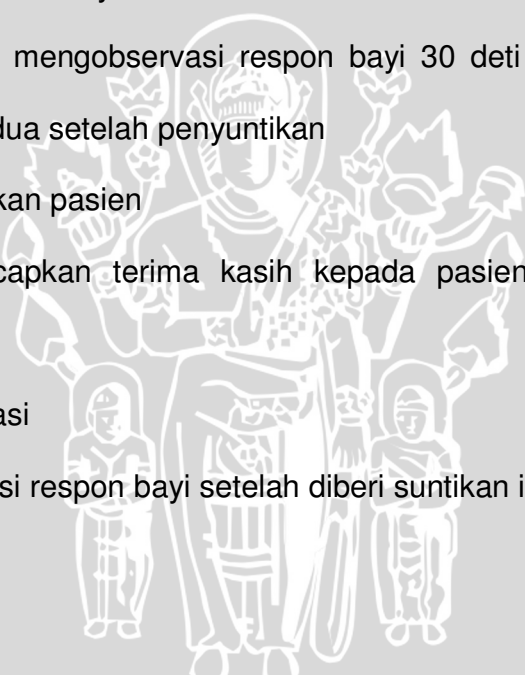 mengobservasi respon bayi 30 deti
dua setelah penyuntikan
kan pasien
capkan terima kasih kepada pasien
asi
si respon bayi setelah diberi suntikan i